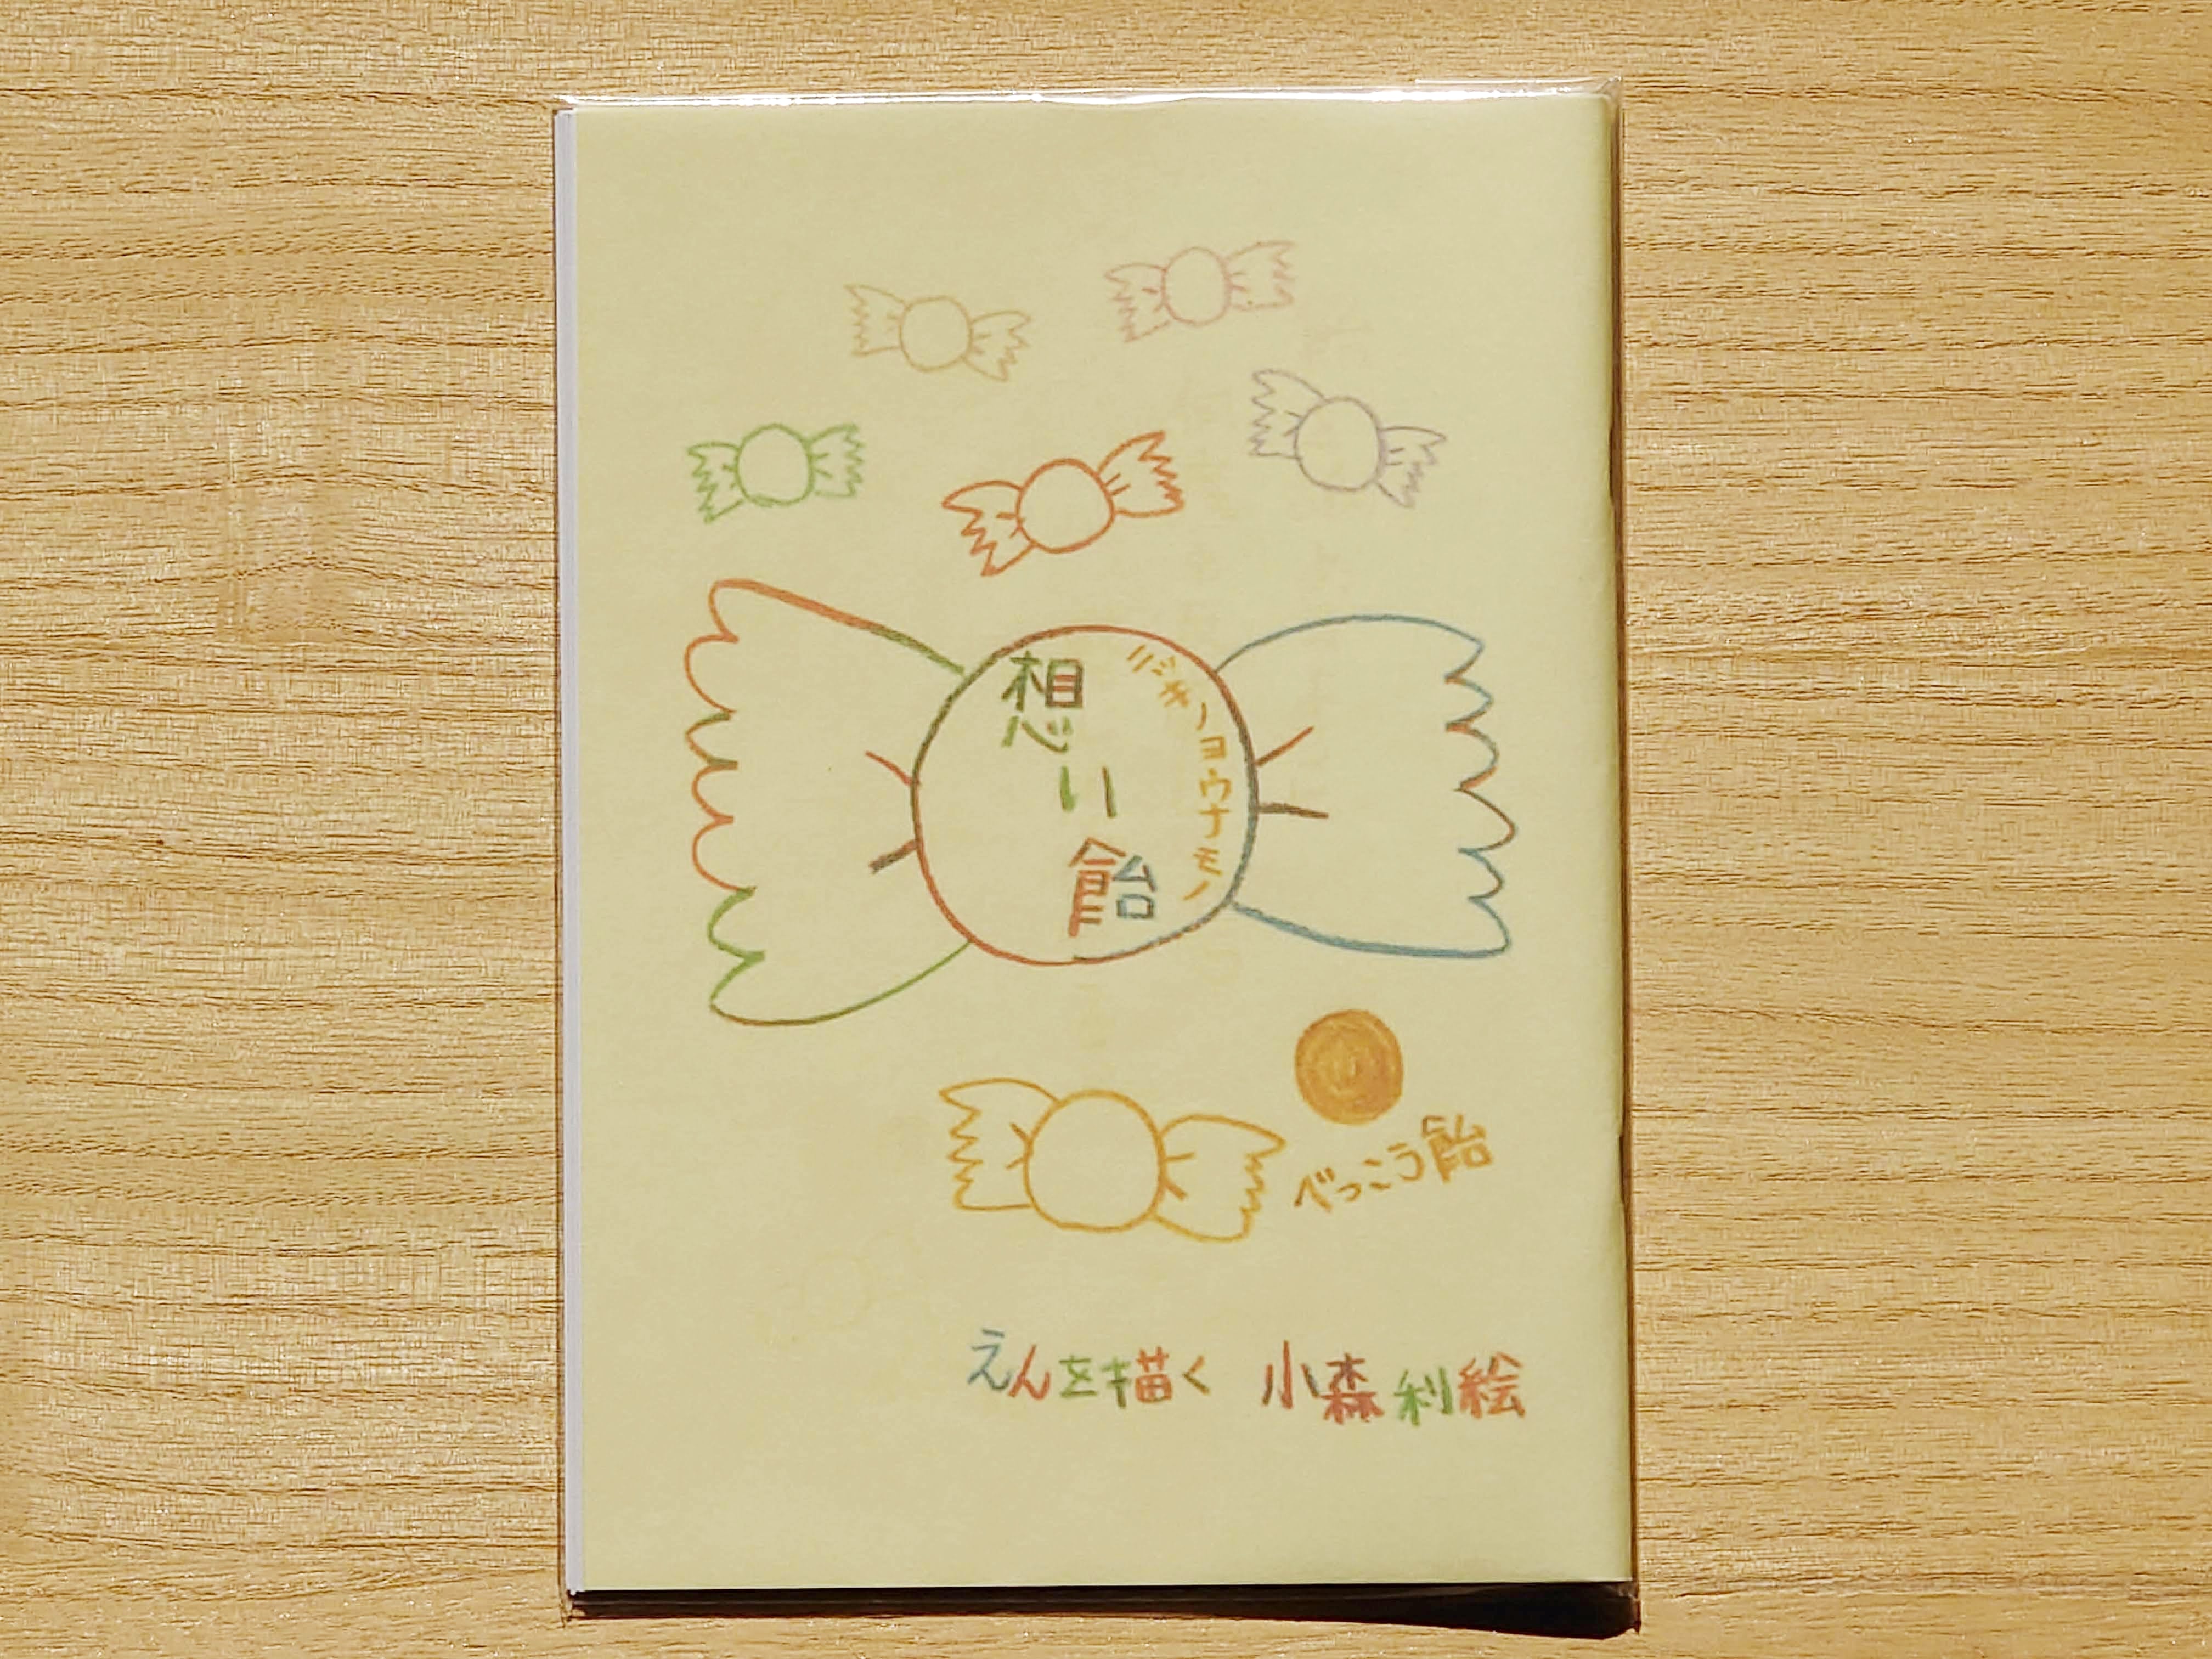 ニジキノヨウナモノ
想い飴
べっこう飴
えんを描く 小森利絵